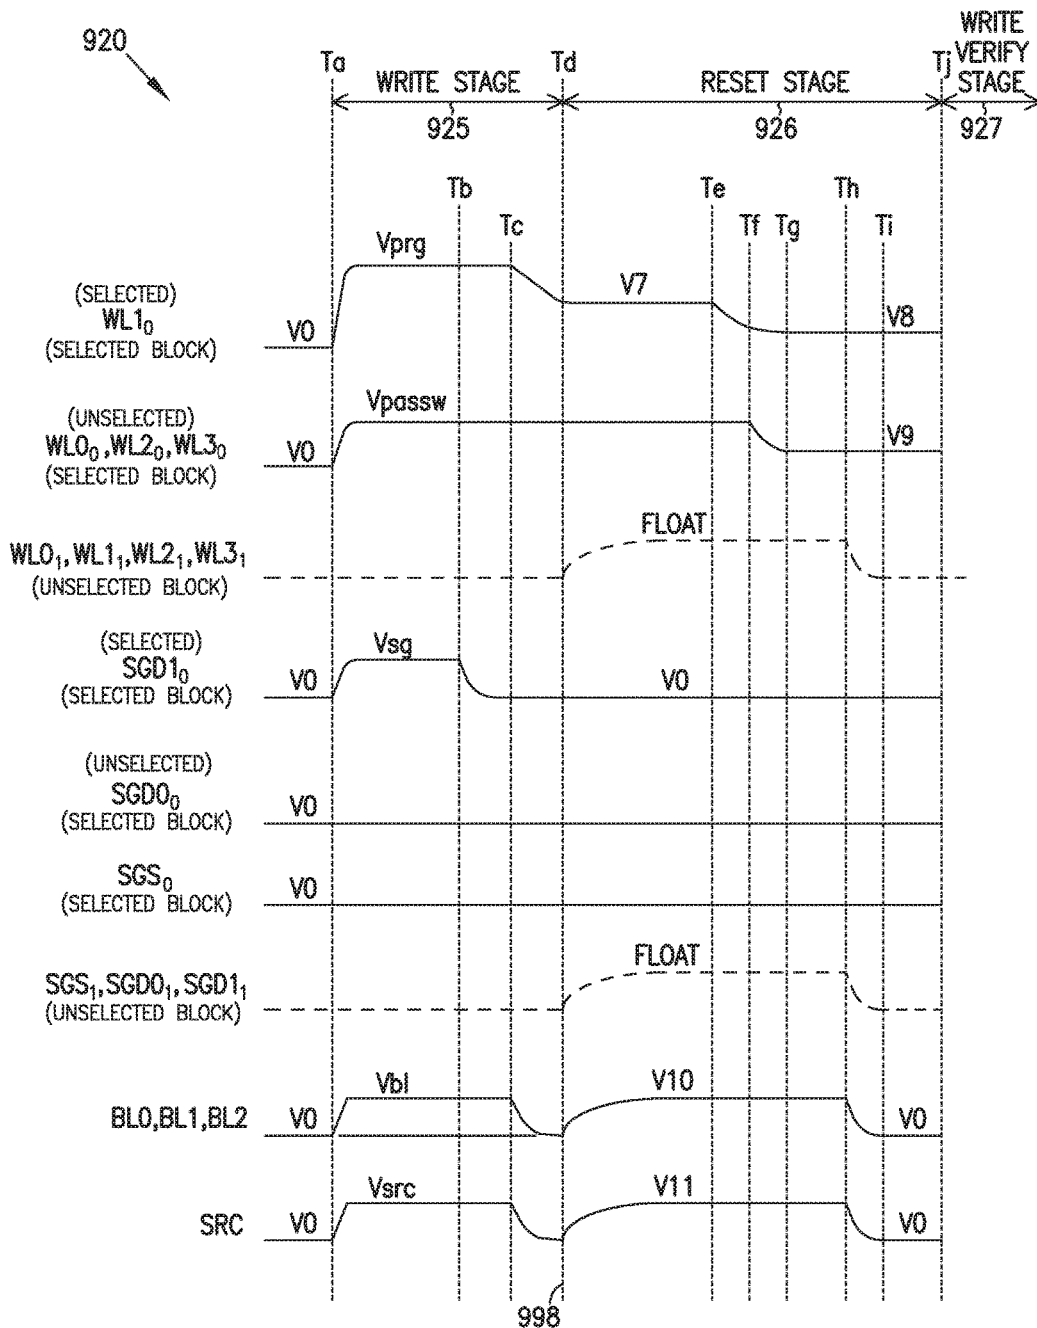 920
Ta
WRITE STAGE
925
Td
RESET STAGE
926
Tj
WRITE
VERIFY
STAGE
927
Tb
Tc
Te
Tf
Tg
Th
Ti
(SELECTED)
WL1₀
(SELECTED BLOCK)
V0
Vprg
V7
V8
(UNSELECTED)
WL0₀,WL2₀,WL3₀
(SELECTED BLOCK)
V0
Vpassw
V9
WL0₁,WL1₁,WL2₁,WL3₁
(UNSELECTED BLOCK)
FLOAT
(SELECTED)
SGD1₀
(SELECTED BLOCK)
V0
Vsg
V0
(UNSELECTED)
SGD0₀
(SELECTED BLOCK)
V0
SGS₀
(SELECTED BLOCK)
V0
SGS₁,SGD0₁,SGD1₁
(UNSELECTED BLOCK)
FLOAT
BL0,BL1,BL2
V0
Vbl
V10
V0
SRC
V0
Vsrc
V11
V0
998